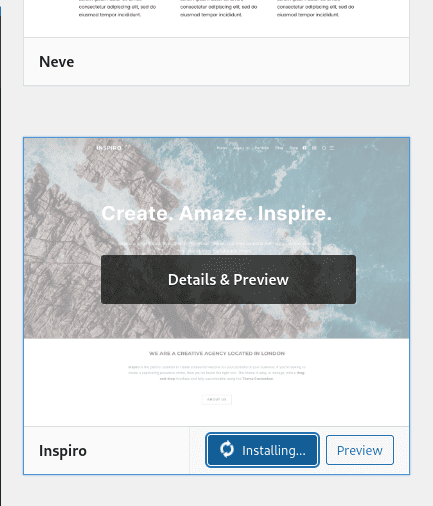 consectetur adipiscing elit, sed do
consectetur adipiscing elit, sed do
consectetur adipiscing elit, sed do
eiusmod tempor incididunt.
eiusmod tempor incididunt.
eiusmod tempor incididunt.
Neve
INSPIRO
Create. Amaze. Inspire.
Details & Preview
WE ARE A CREATIVE AGENCY LOCATED IN LONDON
ABOUT US
Inspiro
Installing...
Preview